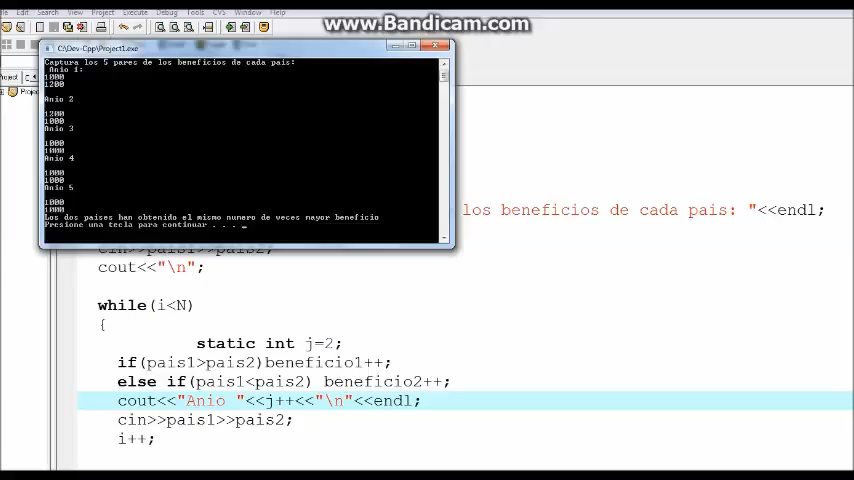 www.Bandicam.com
Edit Search View Project Execute Debug Tools CVS Window Help
C:\Dev-Cpp\Project1.exe
Captura los 5 pares de los beneficios de cada pais:
Anio 1:
1000
1200
Anio 2
1200
1000
Anio 3
1000
1000
Anio 4
1000
1000
Anio 5
1000
1000
Los dos paises han obtenido el mismo numero de veces mayor beneficio
Presione una tecla para continuar . . . _
Project
los beneficios de cada pais: "<<endl;
cin>>pais1>>pais2;
cout<<"\n";
while(i<N)
{
static int j=2;
if(pais1>pais2)beneficio1++;
else if(pais1<pais2) beneficio2++;
cout<<"Anio "<<j++<<"\n"<<endl;
cin>>pais1>>pais2;
i++;